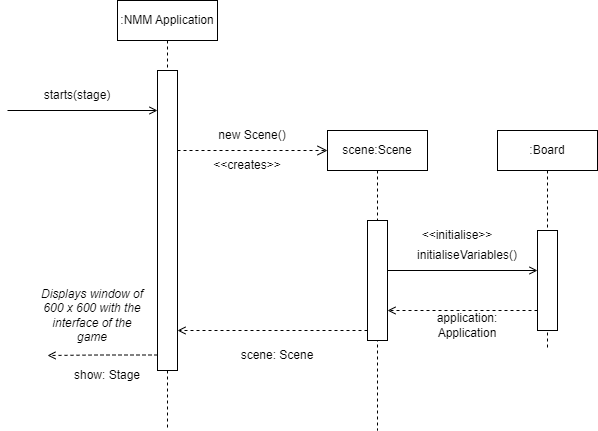 :NMM Application
starts(stage)
new Scene()
<<creates>>
scene:Scene
:Board
<<initialise>>
initialiseVariables()
application:
Application
scene: Scene
Displays window of
600 x 600 with the
interface of the
game
show: Stage